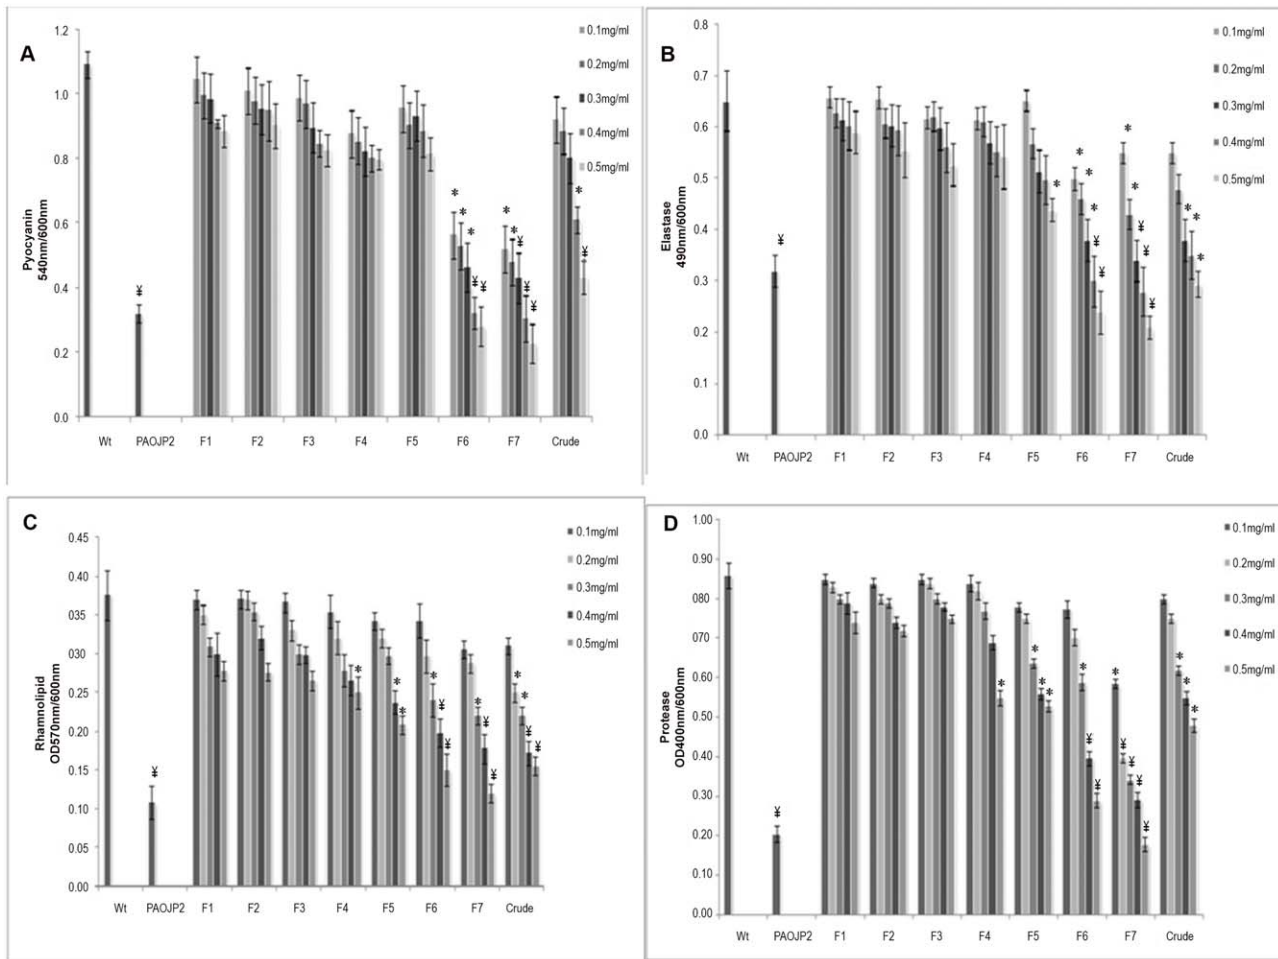 A
Pyocyanin
540nm/600nm
1.2
1.0
0.8
0.6
0.4
0.2
0.0
Wt PAOJP2 F1 F2 F3 F4 F5 F6 F7 Crude
0.1mg/ml
0.2mg/ml
0.3mg/ml
0.4mg/ml
0.5mg/ml
* * * ¥ ¥
* * ¥ ¥ ¥
* ¥
¥
B
Elastase
490nm/600nm
0.8
0.7
0.6
0.5
0.4
0.3
0.2
0.1
0.0
Wt PAOJP2 F1 F2 F3 F4 F5 F6 F7 Crude
0.1mg/ml
0.2mg/ml
0.3mg/ml
0.4mg/ml
0.5mg/ml
¥
*
* * * ¥ ¥
* * ¥ ¥ ¥
* * *
C
Rhamnolipid
OD570nm/600nm
0.45
0.40
0.35
030
0.25
0.20
0.15
0.10
0.05
0.00
Wt PAOJP2 F1 F2 F3 F4 F5 F6 F7 Crude
0.1mg/ml
0.2mg/ml
0.3mg/ml
0.4mg/ml
0.5mg/ml
¥
*
* *
* ¥ ¥
* ¥ ¥
* * ¥ ¥
D
Protease
OD400nm/600nm
1.00
0.90
0.80
0.70
0.60
0.50
0.40
0.30
0.20
0.10
0.00
Wt PAOJP2 F1 F2 F3 F4 F5 F6 F7 Crude
0.1mg/ml
0.2mg/ml
0.3mg/ml
0.4mg/ml
0.5mg/ml
¥
*
* * *
* ¥ ¥
* ¥ ¥ ¥ ¥
* * *